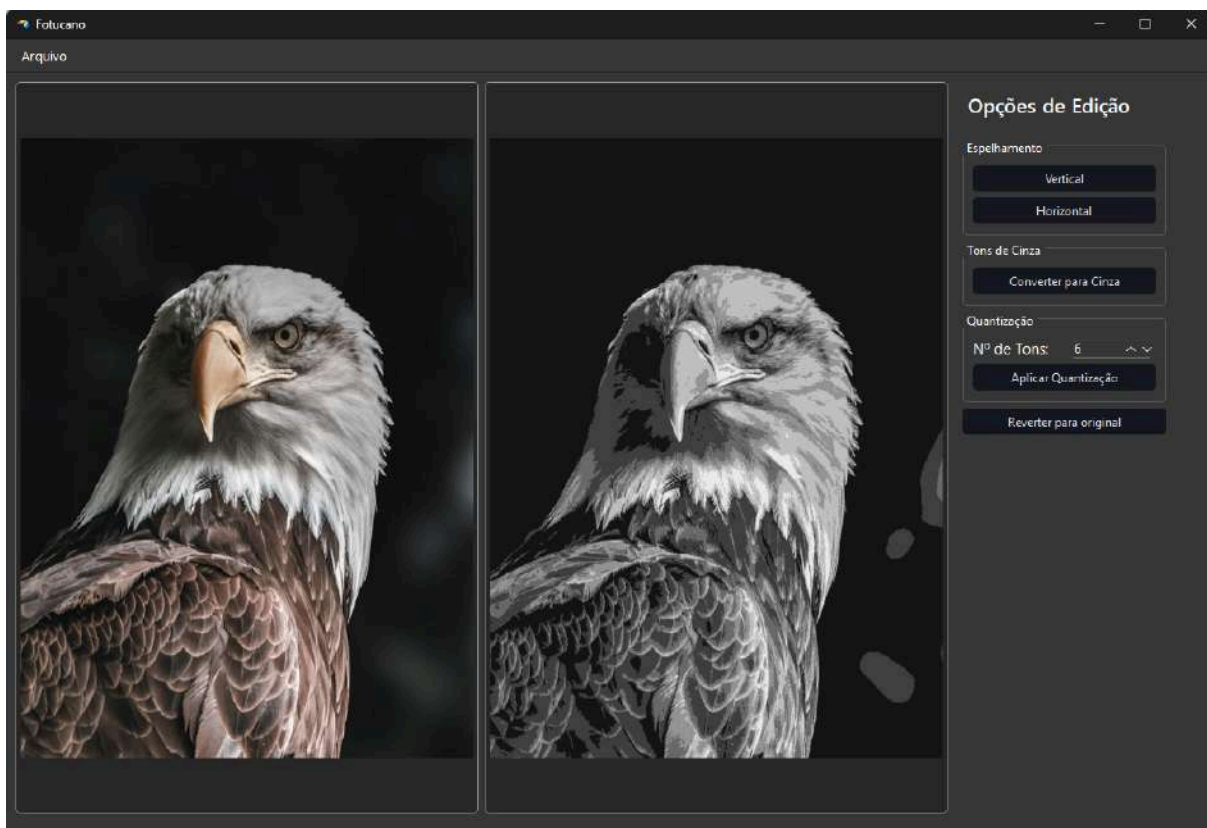 Fotucano
Arquivo
Opções de Edição
Espelhamento
Vertical
Horizontal
Tons de Cinza
Converter para Cinza
Quantização
Nº de Tons: 6
Aplicar Quantização
Reverter para original